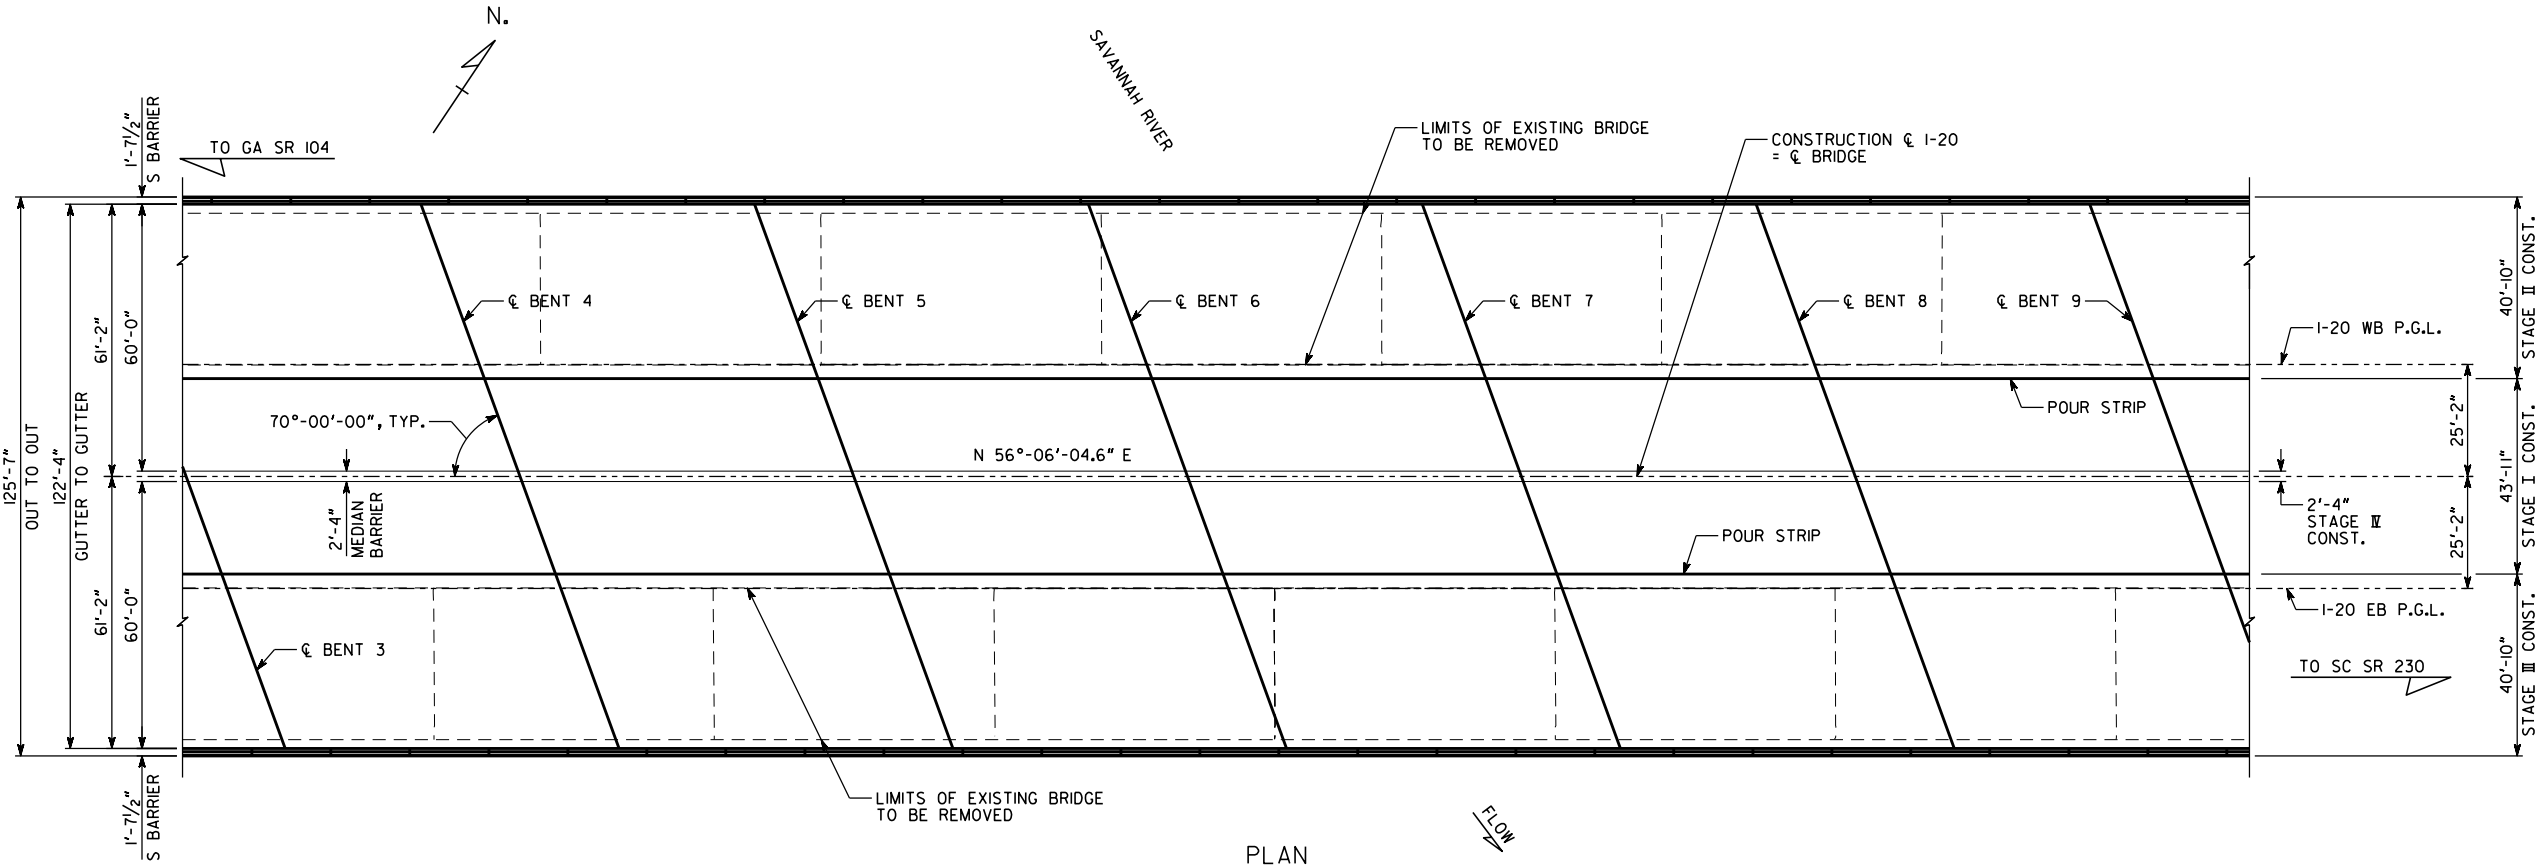 N.
SAVANNAH RIVER
1'-7 1/2"
S BARRIER
TO GA SR 104
LIMITS OF EXISTING BRIDGE
TO BE REMOVED
CONSTRUCTION ℄ I-20
= ℄ BRIDGE
125'-7"
OUT TO OUT
122'-4"
GUTTER TO GUTTER
61'-2"
60'-0"
61'-2"
60'-0"
℄ BENT 4
℄ BENT 5
℄ BENT 6
℄ BENT 7
℄ BENT 8
℄ BENT 9
40'-10"
STAGE II CONST.
I-20 WB P.G.L.
70°-00'-00", TYP.
POUR STRIP
25'-2"
N 56°-06'-04.6" E
2'-4"
MEDIAN
BARRIER
43'-11"
STAGE I CONST.
2'-4"
STAGE IV
CONST.
25'-2"
POUR STRIP
I-20 EB P.G.L.
℄ BENT 3
40'-10"
STAGE III CONST.
TO SC SR 230
1'-7 1/2"
S BARRIER
LIMITS OF EXISTING BRIDGE
TO BE REMOVED
FLOW
PLAN